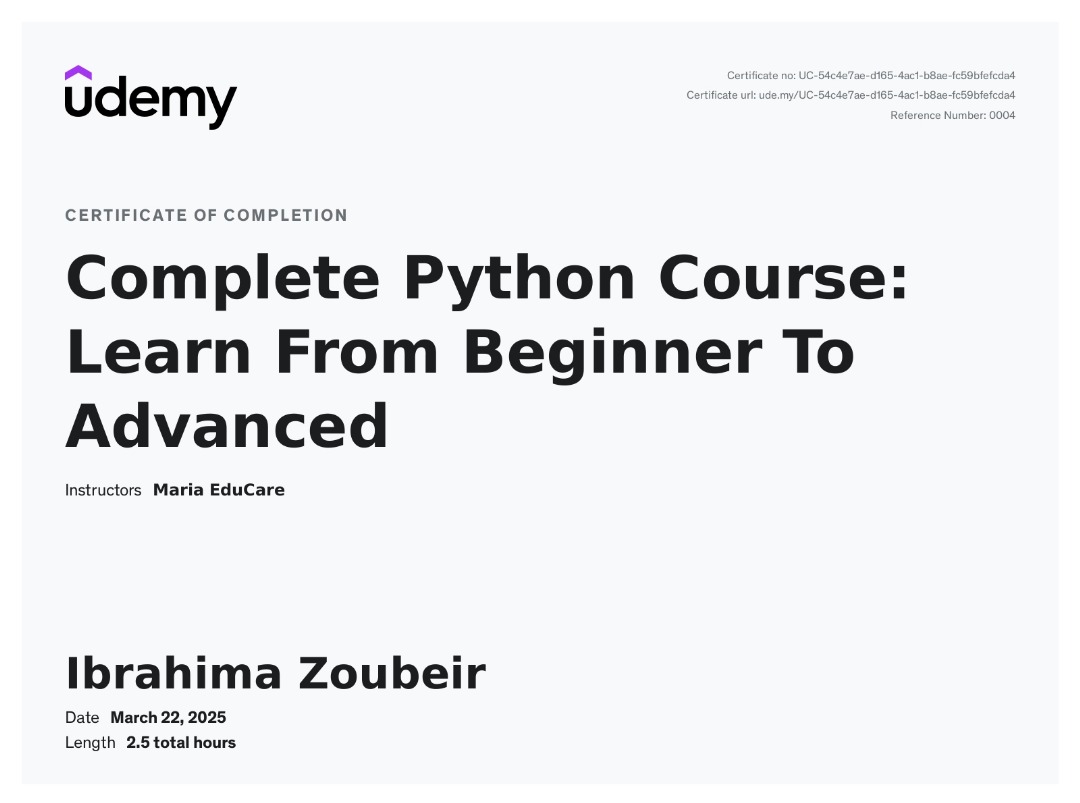 udemy
Certificate no: UC-54c4e7ae-d165-4ac1-b8ae-fc59bfefcda4
Certificate url: ude.my/UC-54c4e7ae-d165-4ac1-b8ae-fc59bfefcda4
Reference Number: 0004
CERTIFICATE OF COMPLETION
Complete Python Course:
Learn From Beginner To
Advanced
Instructors Maria EduCare
Ibrahima Zoubeir
Date March 22, 2025
Length 2.5 total hours